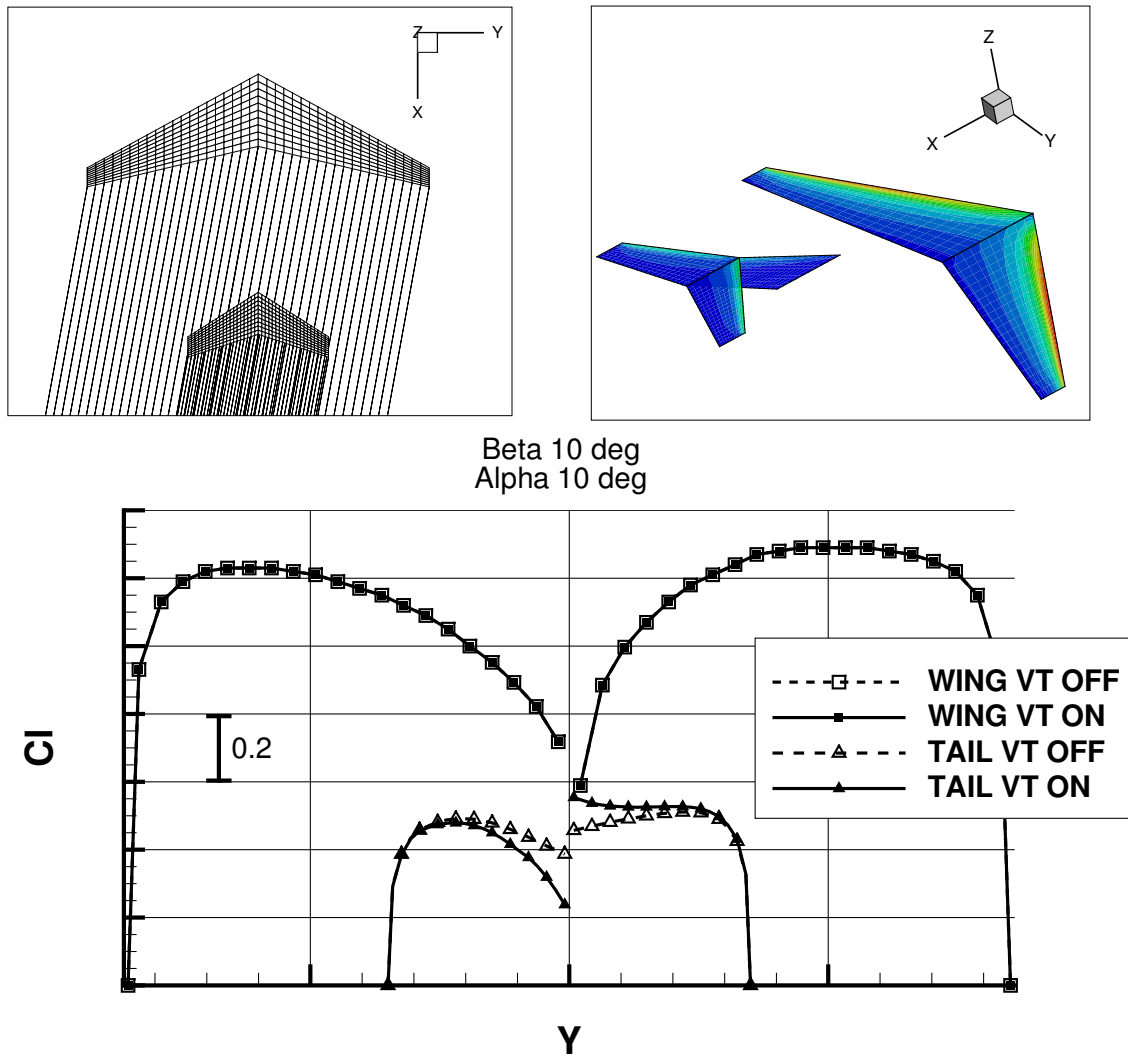 Z
Y
X
Z
X
Y
Beta 10 deg
Alpha 10 deg
Cl
0.2
WING VT OFF
WING VT ON
TAIL VT OFF
TAIL VT ON
Y